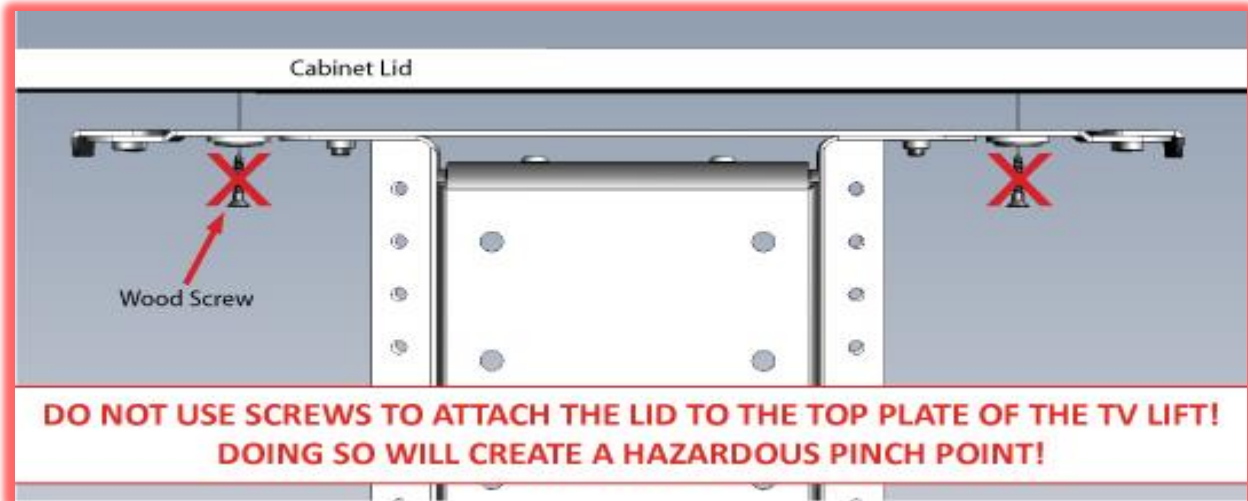 Cabinet Lid
Wood Screw
DO NOT USE SCREWS TO ATTACH THE LID TO THE TOP PLATE OF THE TV LIFT!
DOING SO WILL CREATE A HAZARDOUS PINCH POINT!